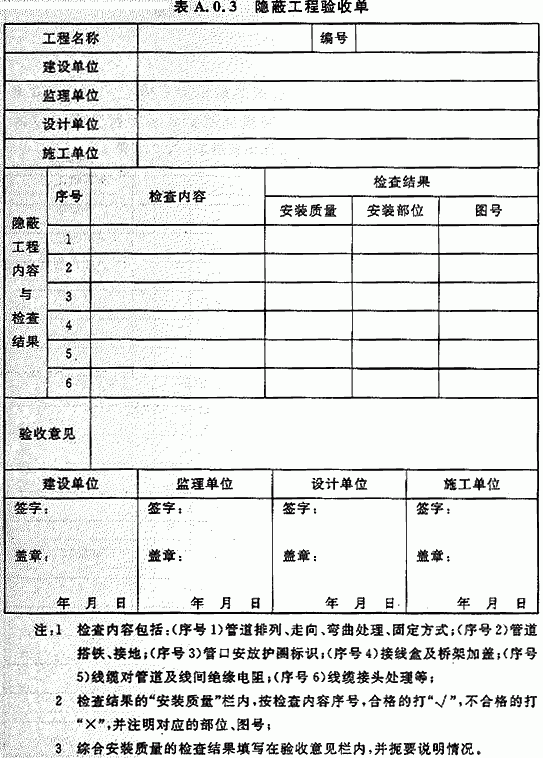 表 A.0.3 隐蔽工程验收单
工程名称 编号
建设单位
监理单位
设计单位
施工单位
隐蔽工程内容与检查结果
序号 检查内容 检查结果
安装质量 安装部位 图号
1
2
3
4
5
6
验收意见
建设单位 监理单位 设计单位 施工单位
签字： 签字： 签字： 签字：
盖章： 盖章： 盖章： 盖章：
年 月 日 年 月 日 年 月 日 年 月 日
注：1 检查内容包括：(序号1)管道排列、走向、弯曲处理、固定方式；(序号2)管道
搭铁、接地；(序号3)管口安放护圈标识；(序号4)接线盒及桥架加盖；(序号
5)线缆对管道及线间绝缘电阻；(序号6)线缆接头处理等；
2 检查结果的“安装质量”栏内，按检查内容序号，合格的打“√”，不合格的打
“×”，并注明对应的部位、图号；
3 综合安装质量的检查结果填写在验收意见栏内，并扼要说明情况。